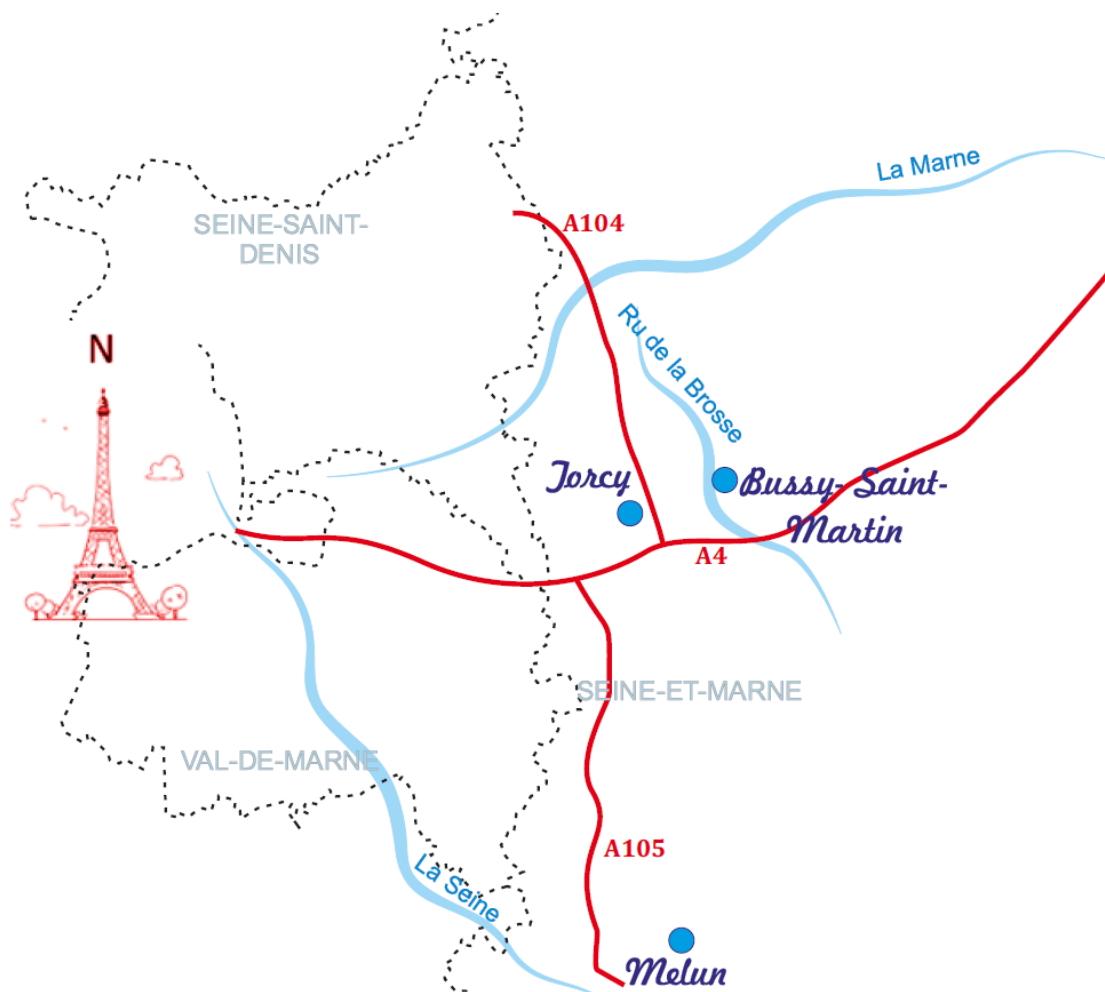 La Marne
SEINE-SAINT-
DENIS
A104
N
Ru de la Brosse
Torcy
Bussy-Saint-
Martin
A4
SEINE-ET-MARNE
VAL-DE-MARNE
A105
La Seine
Melun